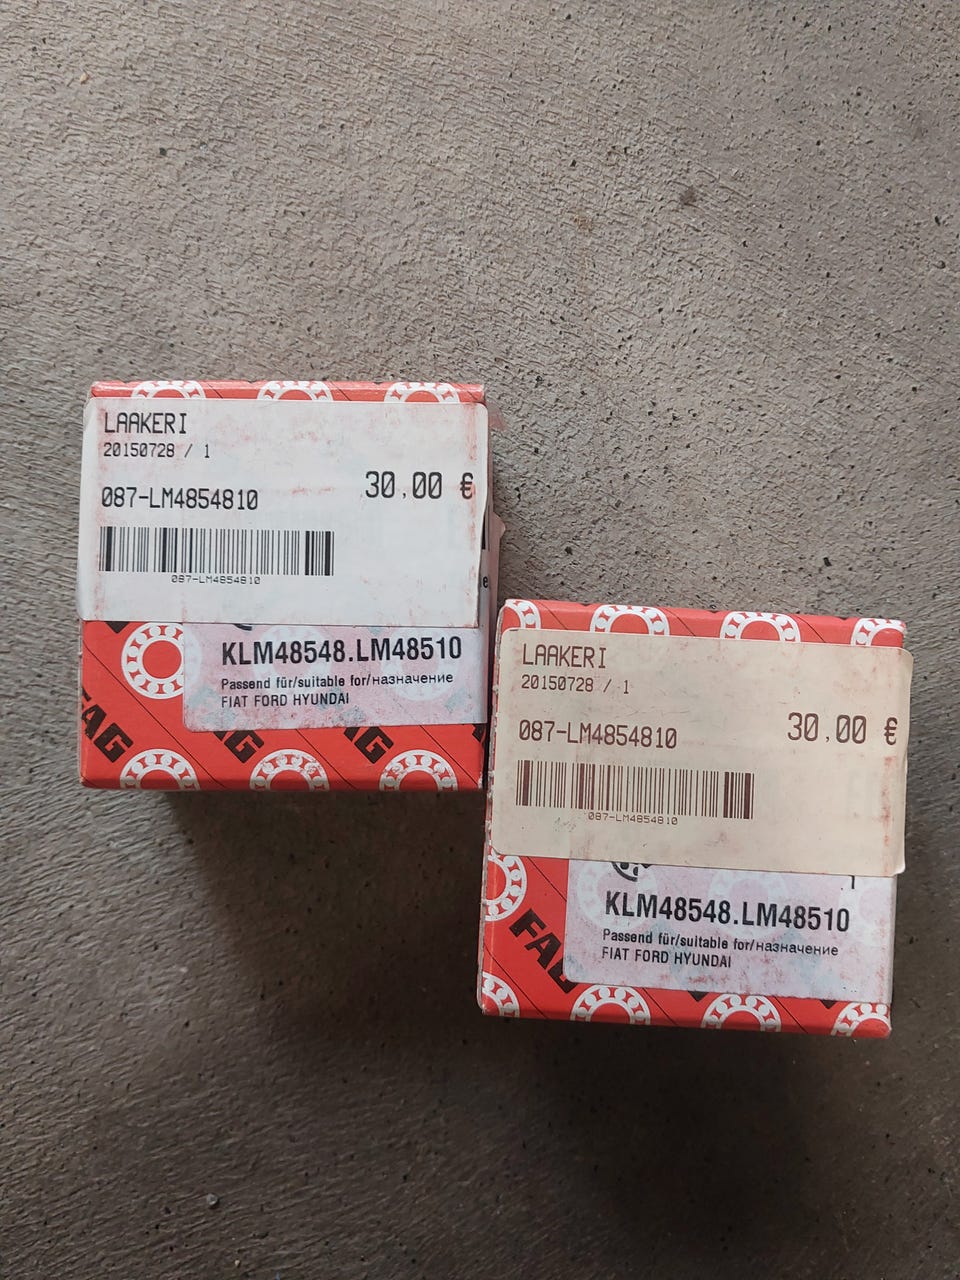 LAAKERI
20150728 / 1
30,00 €
087-LM4854810
087-LM4854810
KLM48548.LM48510
Passend für/suitable for/назначение
FIAT FORD HYUNDAI
FAG
AG
AG
LAAKERI
20150728 / 1
30,00 €
087-LM4854810
087-LM4854810
KLM48548.LM48510
Passend für/suitable for/назначение
FIAT FORD HYUNDAI
FAG